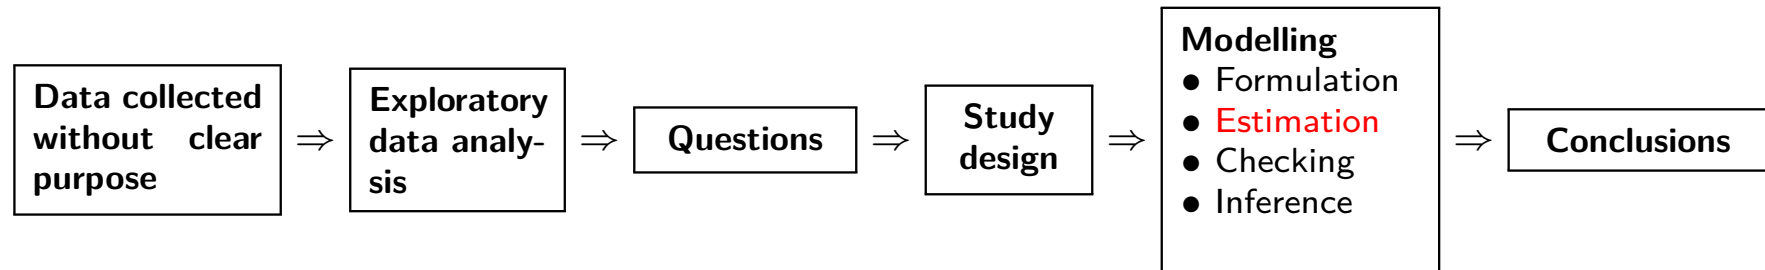 Data collected
without clear
purpose
⇒
Exploratory
data analy-
sis
⇒
Questions
⇒
Study
design
⇒
Modelling
• Formulation
• Estimation
• Checking
• Inference
⇒
Conclusions